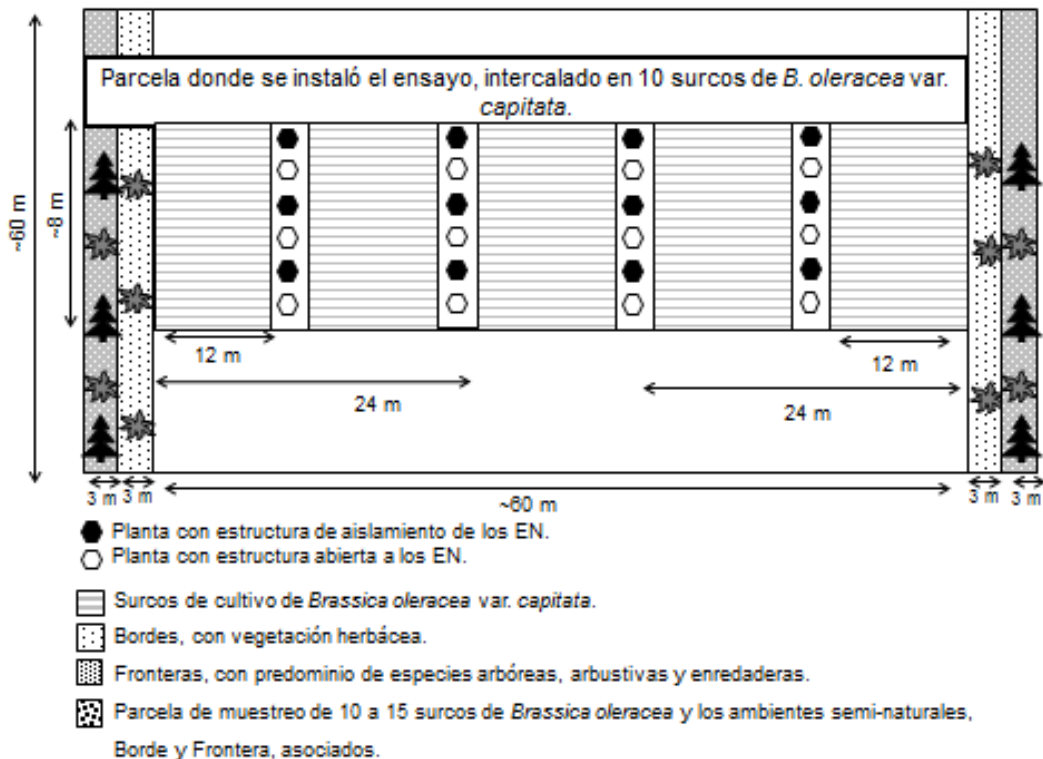 Parcela donde se instaló el ensayo, intercalado en 10 surcos de B. oleracea var.
capitata.
~60 m
~8 m
12 m
12 m
24 m
24 m
3 m
3 m
~60 m
3 m
3 m
Planta con estructura de aislamiento de los EN.
Planta con estructura abierta a los EN.
Surcos de cultivo de Brassica oleracea var. capitata.
Bordes, con vegetación herbácea.
Fronteras, con predominio de especies arbóreas, arbustivas y enredaderas.
Parcela de muestreo de 10 a 15 surcos de Brassica oleracea y los ambientes semi-naturales,
Borde y Frontera, asociados.